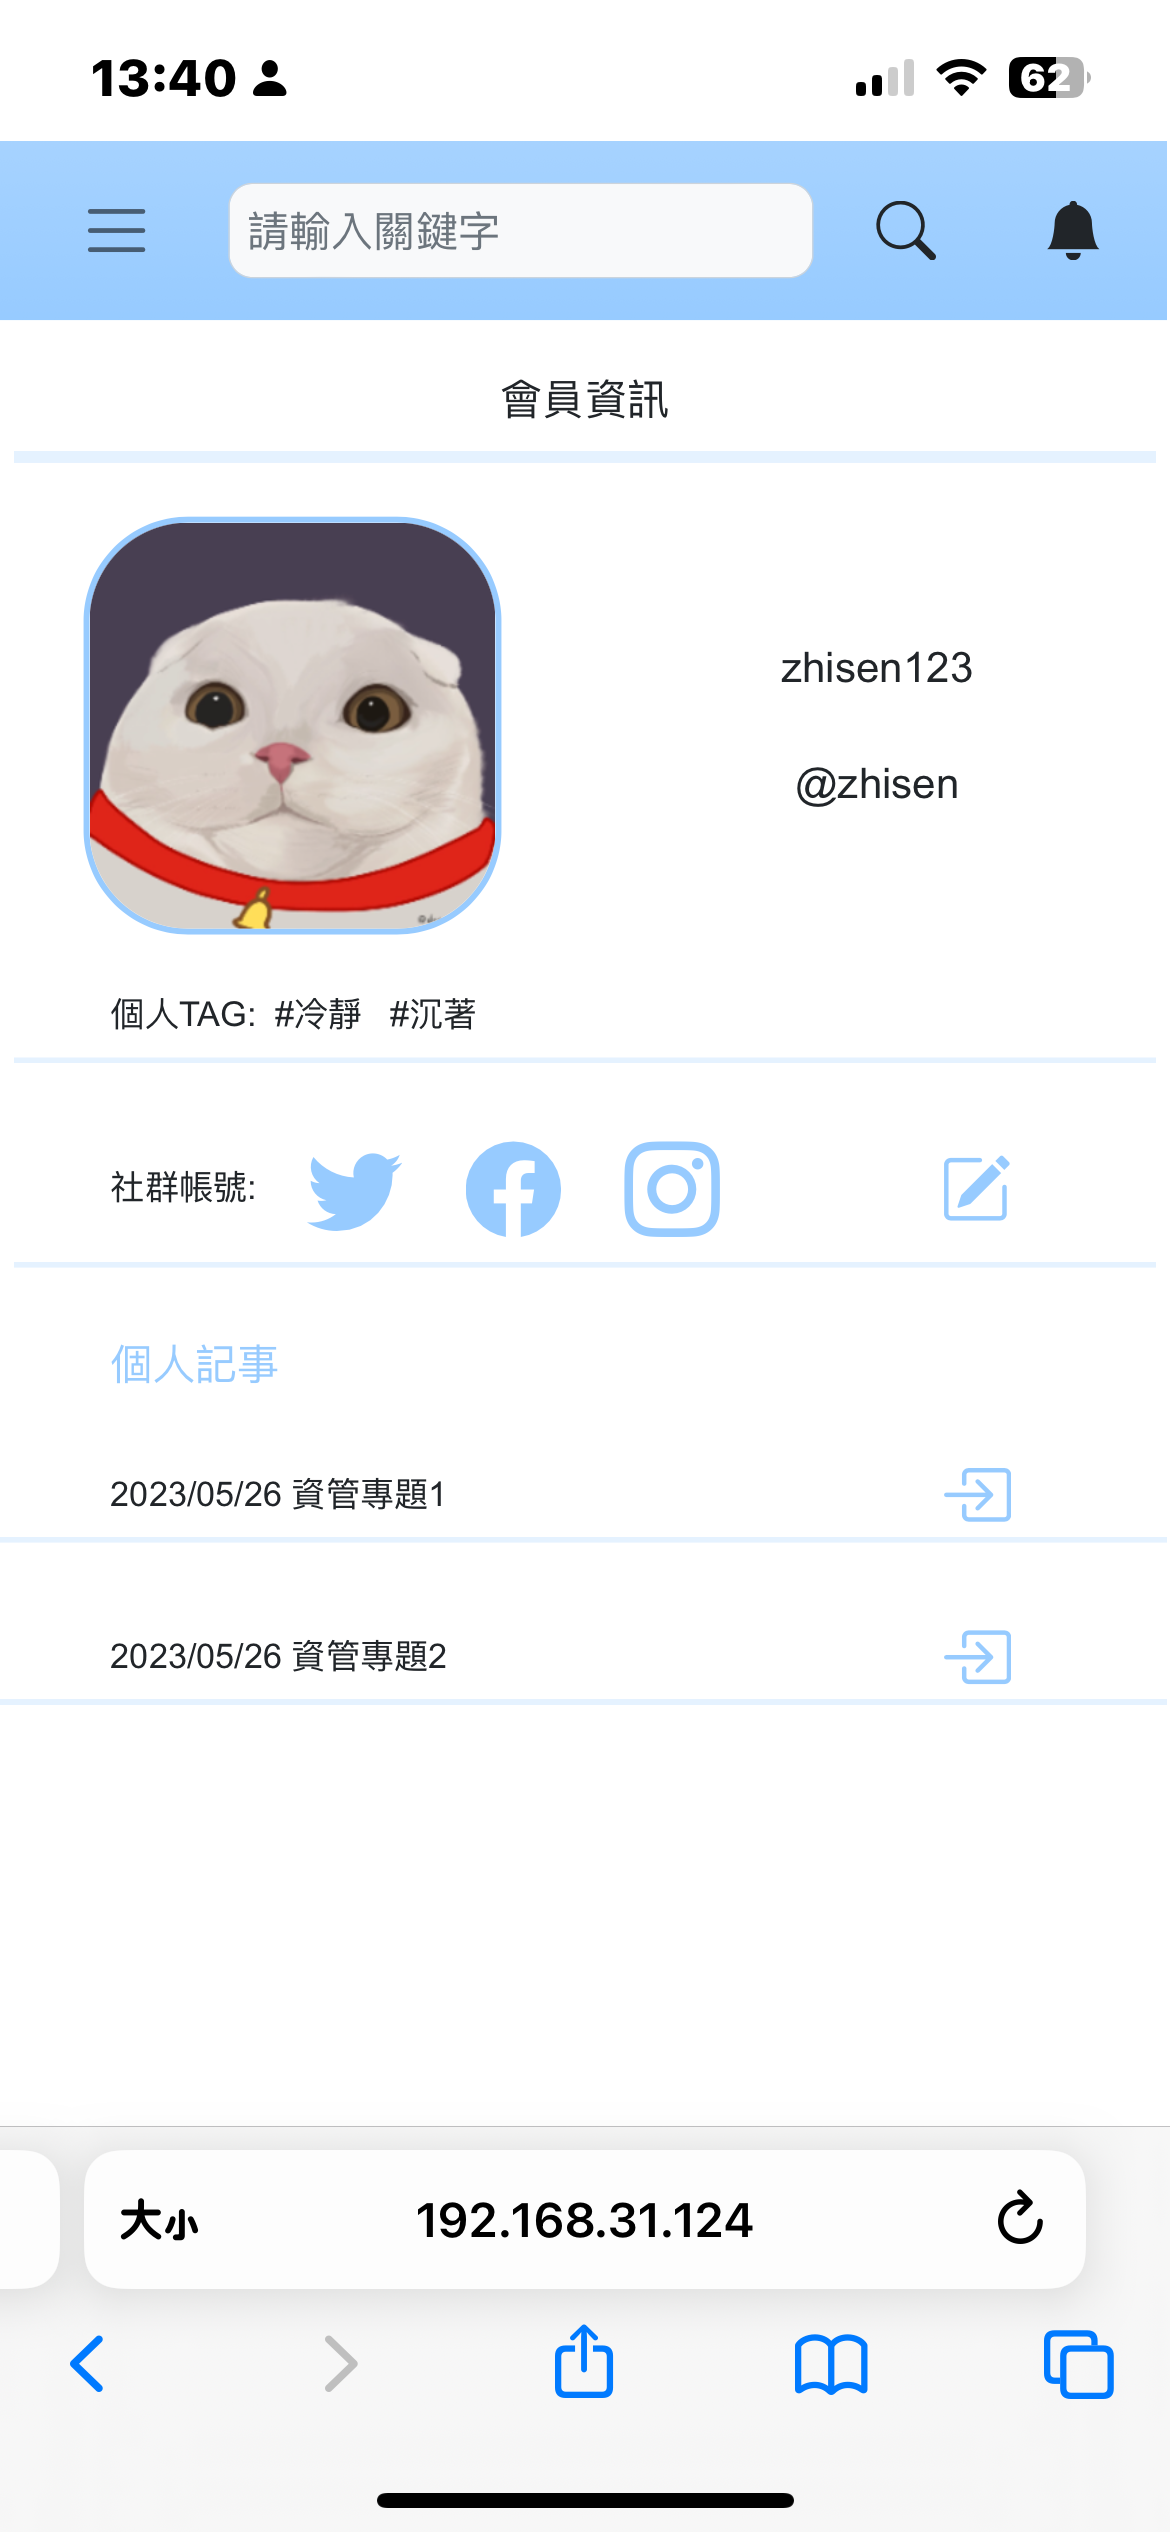 13:40
62
請輸入關鍵字
會員資訊
zhisen123
@zhisen
個人TAG: #冷靜 #沉著
社群帳號:
個人記事
2023/05/26 資管專題1
2023/05/26 資管專題2
大小 192.168.31.124